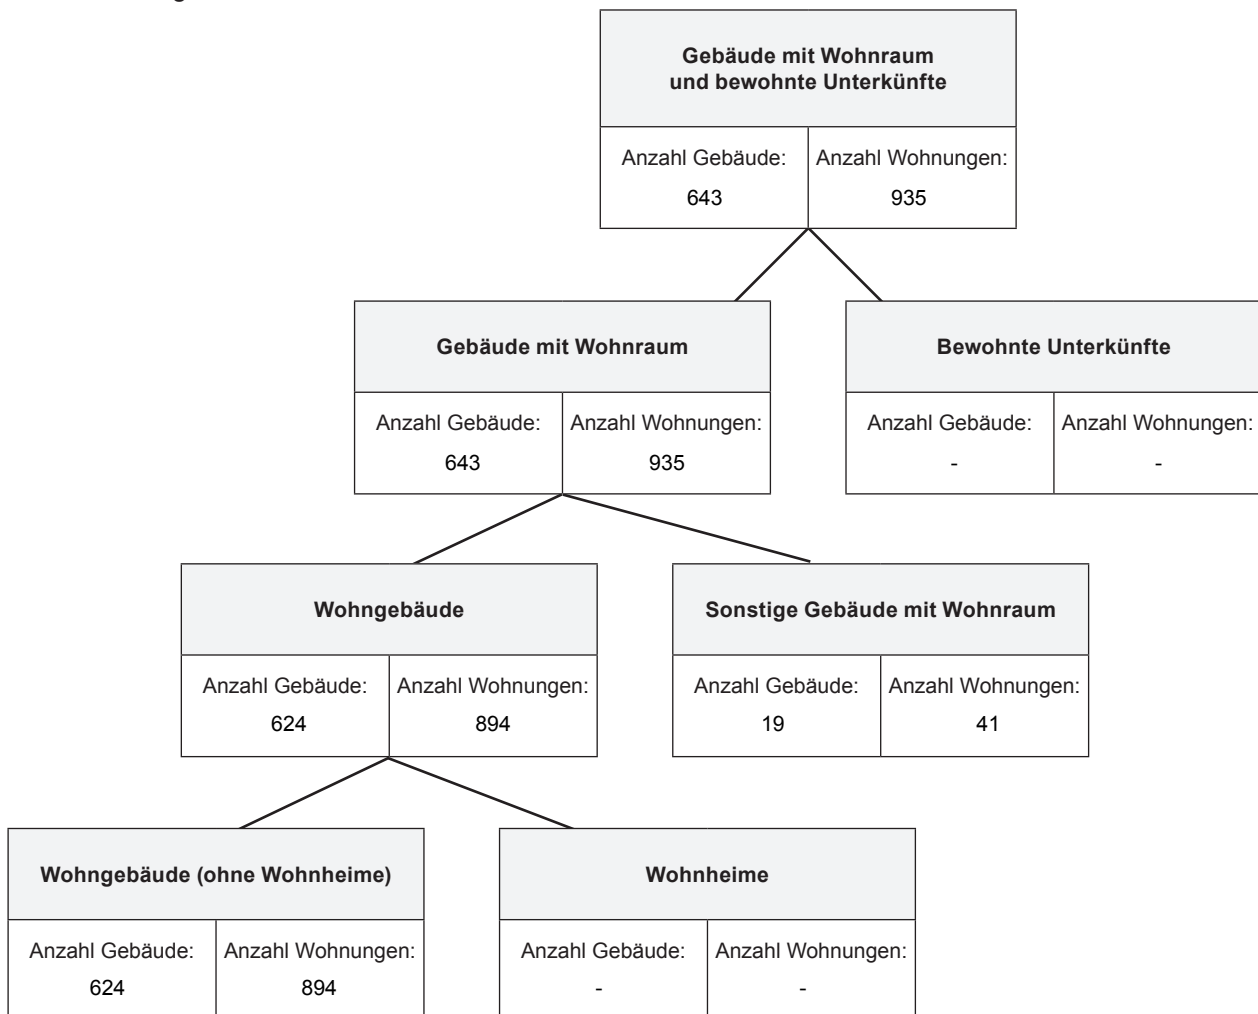 Gebäude mit Wohnraum
und bewohnte Unterkünfte
Anzahl Gebäude: Anzahl Wohnungen:
643 935
Gebäude mit Wohnraum
Anzahl Gebäude: Anzahl Wohnungen:
643 935
Bewohnte Unterkünfte
Anzahl Gebäude: Anzahl Wohnungen:
- -
Wohngebäude
Anzahl Gebäude: Anzahl Wohnungen:
624 894
Sonstige Gebäude mit Wohnraum
Anzahl Gebäude: Anzahl Wohnungen:
19 41
Wohngebäude (ohne Wohnheime)
Anzahl Gebäude: Anzahl Wohnungen:
624 894
Wohnheime
Anzahl Gebäude: Anzahl Wohnungen:
- -